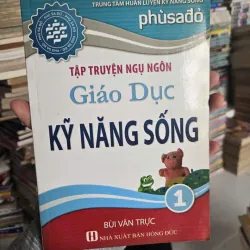 TRUNG TÂM HUẤN LUYỆN KỸ NĂNG SỐNG
phùsađỏ
TẬP TRUYỆN NGỤ NGÔN
Giáo Dục
KỸ NĂNG SỐNG
1
BÙI VĂN TRỰC
NHÀ XUẤT BẢN HỒNG ĐỨC